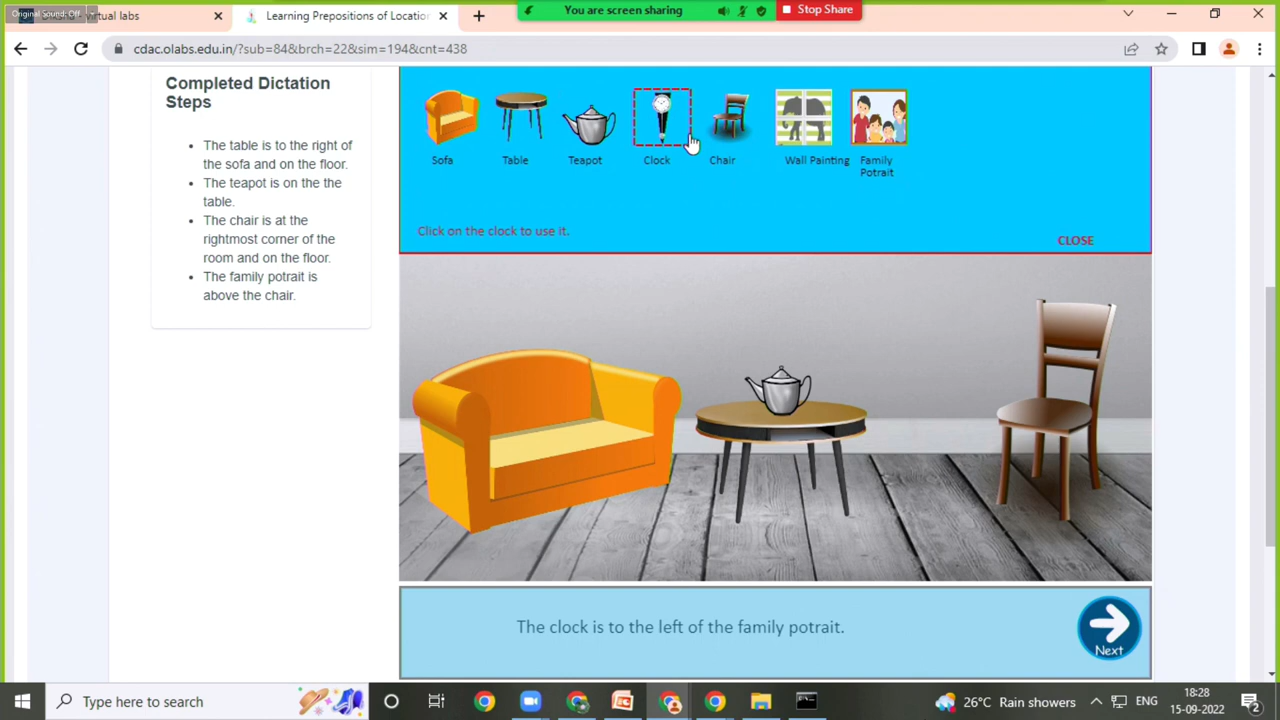 Original Sound: Off
virtual labs
Learning Prepositions of Locatio
You are screen sharing
Stop Share
cdac.olabs.edu.in/?sub=84&brch=22&sim=194&cnt=438
Completed Dictation
Steps
The table is to the right of
the sofa and on the floor.
The teapot is on the the
table.
The chair is at the
rightmost corner of the
room and on the floor.
The family potrait is
above the chair.
Sofa
Table
Teapot
Clock
Chair
Wall Painting
Family
Potrait
Click on the clock to use it.
CLOSE
The clock is to the left of the family potrait.
Next
Type here to search
26°C Rain showers
ENG
18:28
15-09-2022
2